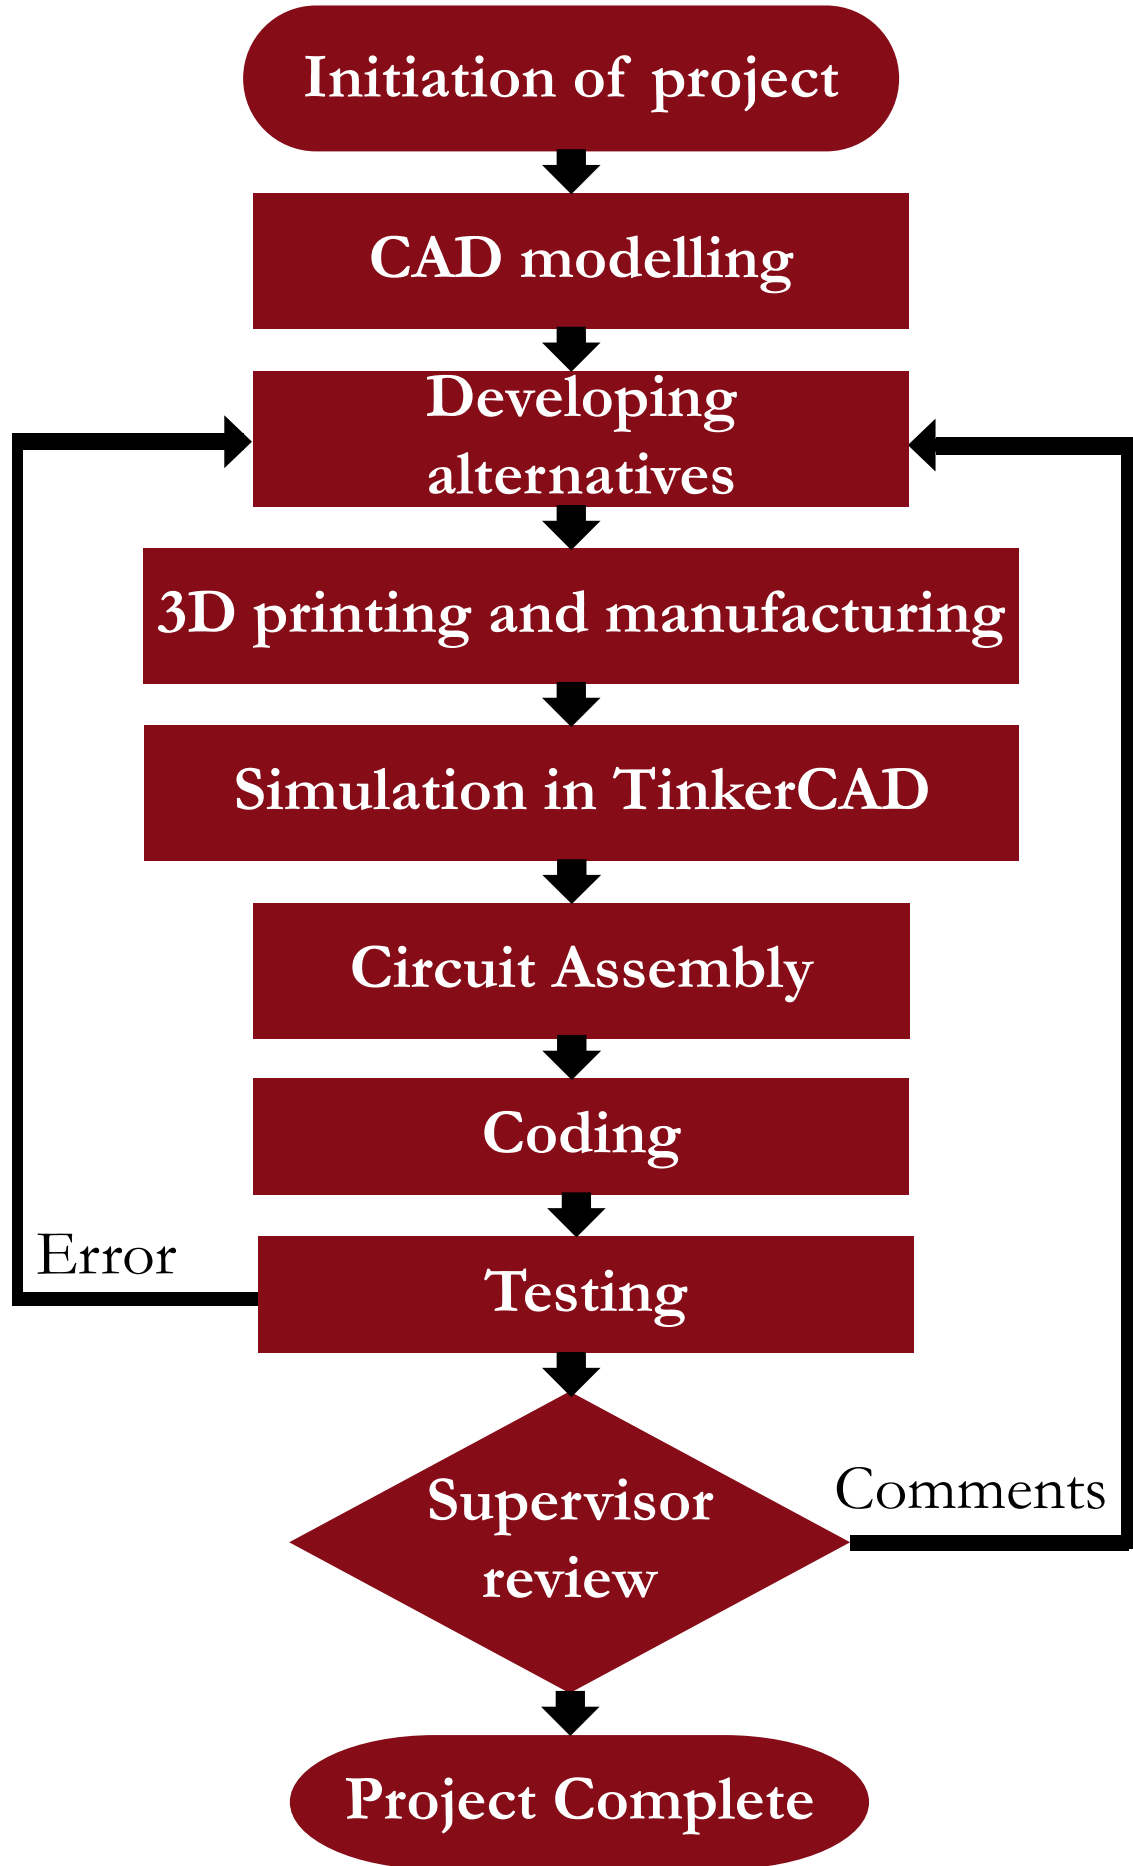 Initiation of project
CAD modelling
Developing
alternatives
3D printing and manufacturing
Simulation in TinkerCAD
Circuit Assembly
Coding
Error
Testing
Supervisor
review
Comments
Project Complete